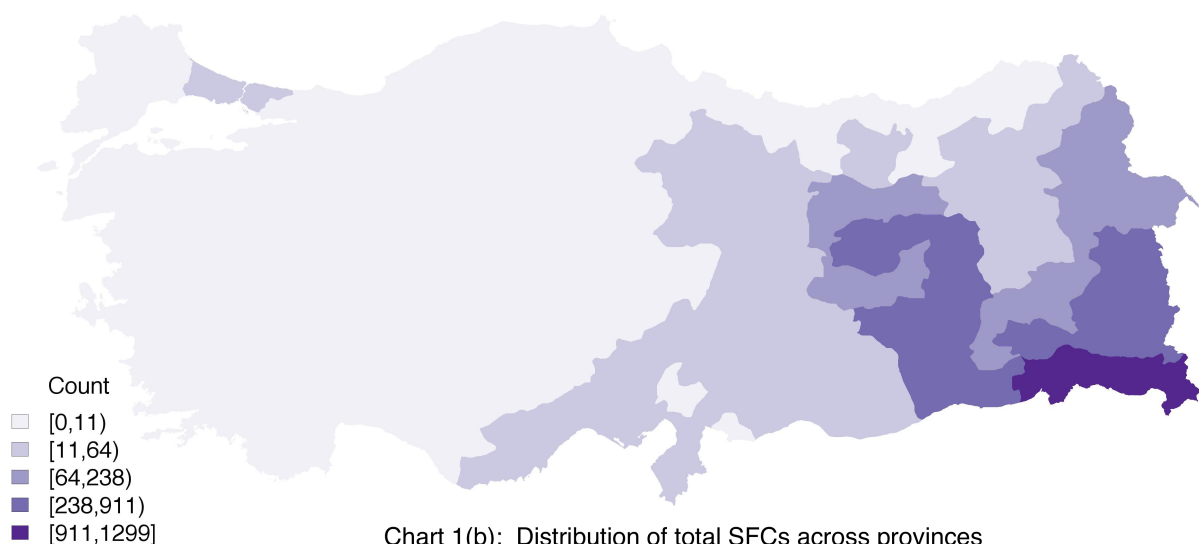 Count
[0,11)
[11,64)
[64,238)
[238,911)
[911,1299]
Chart 1(b): Distribution of total SFCs across provinces